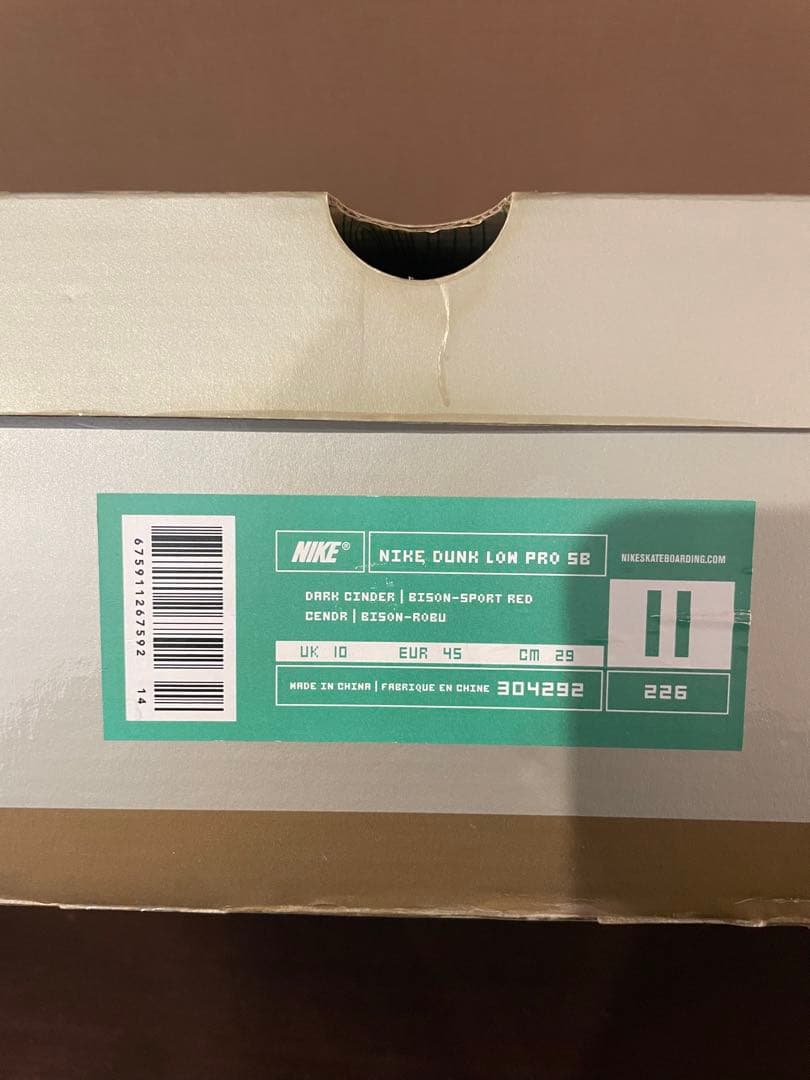 NIKE®
NIKE DUNK LOW PRO SB
NIKESKATEBOARDING.COM
DARK CINDER | BISON-SPORT RED
CENDR | BISON-ROBU
11
UK 10 EUR 45 CM 29
MADE IN CHINA | FABRIQUE EN CHINE 304292
226
675911267592 14